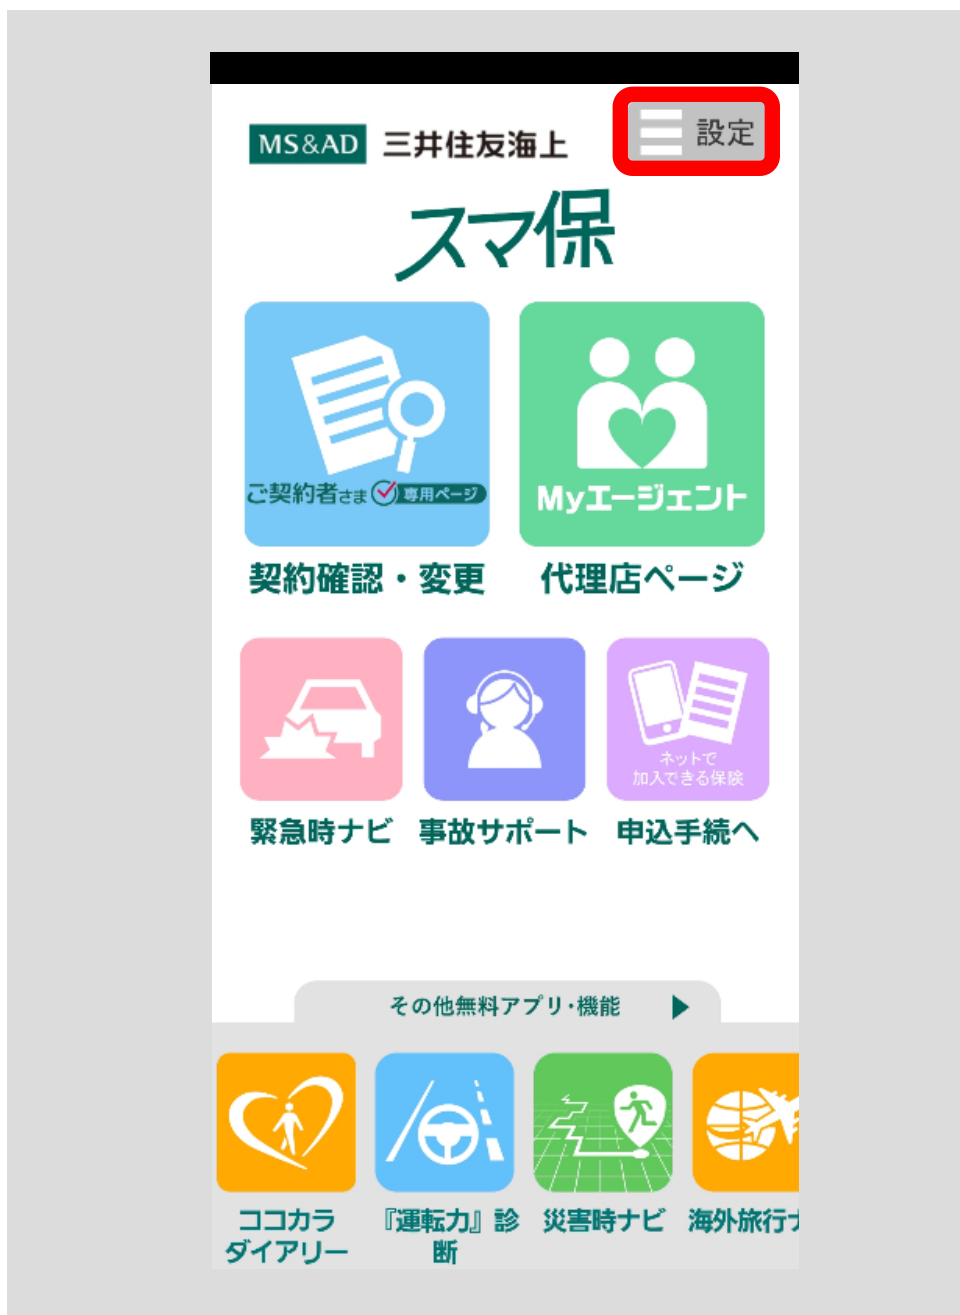 設定
MS&AD 三井住友海上
スマ保
ご契約者さま 専用ページ
Myエージェント
契約確認・変更
代理店ページ
ネットで
加入できる保険
緊急時ナビ
事故サポート
申込手続へ
その他無料アプリ・機能
ココカラ
ダイアリー
『運転力』診
断
災害時ナビ
海外旅行ナ